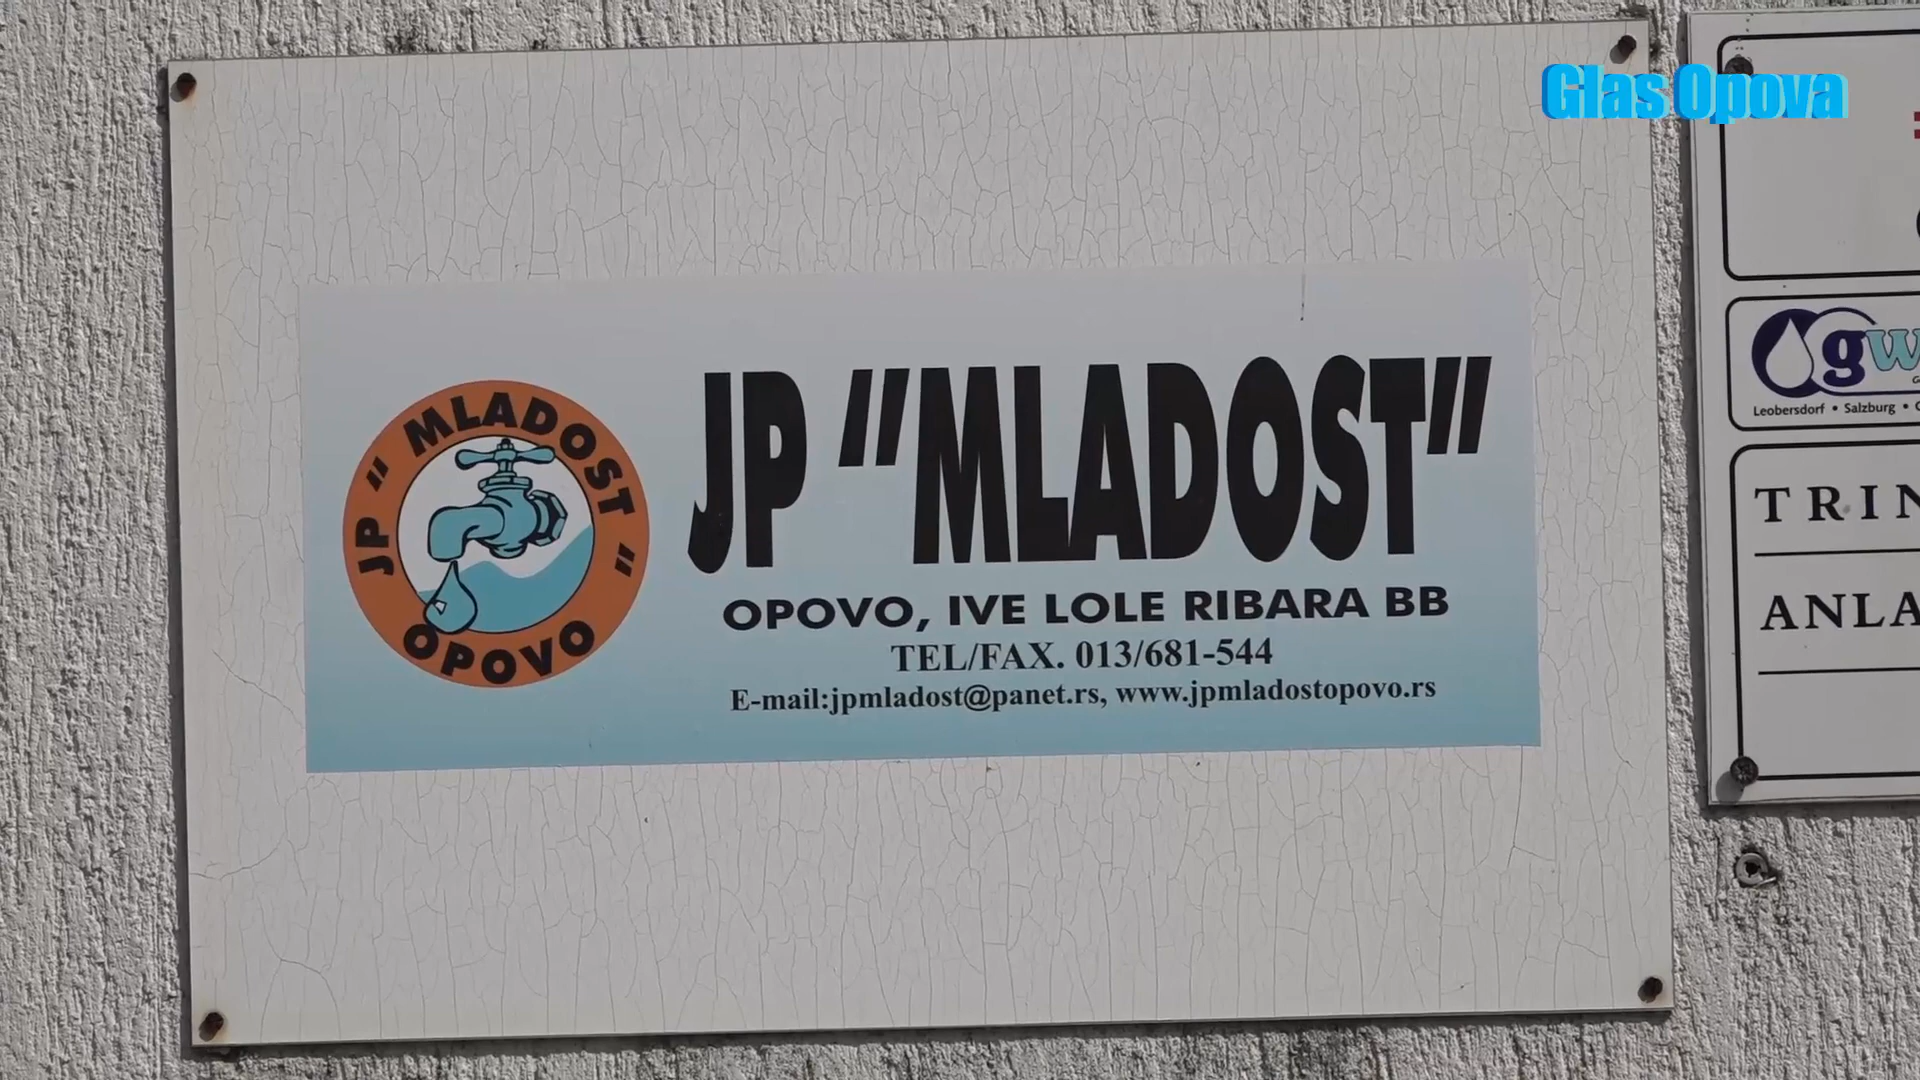 Glas Opova
JP "MLADOST"
OPOVO
JP "MLADOST"
OPOVO, IVE LOLE RIBARA BB
TEL/FAX. 013/681-544
E-mail:jpmladost@panet.rs, www.jpmladostopovo.rs
gw
Leobersdorf • Salzburg •
TRIN
ANLA